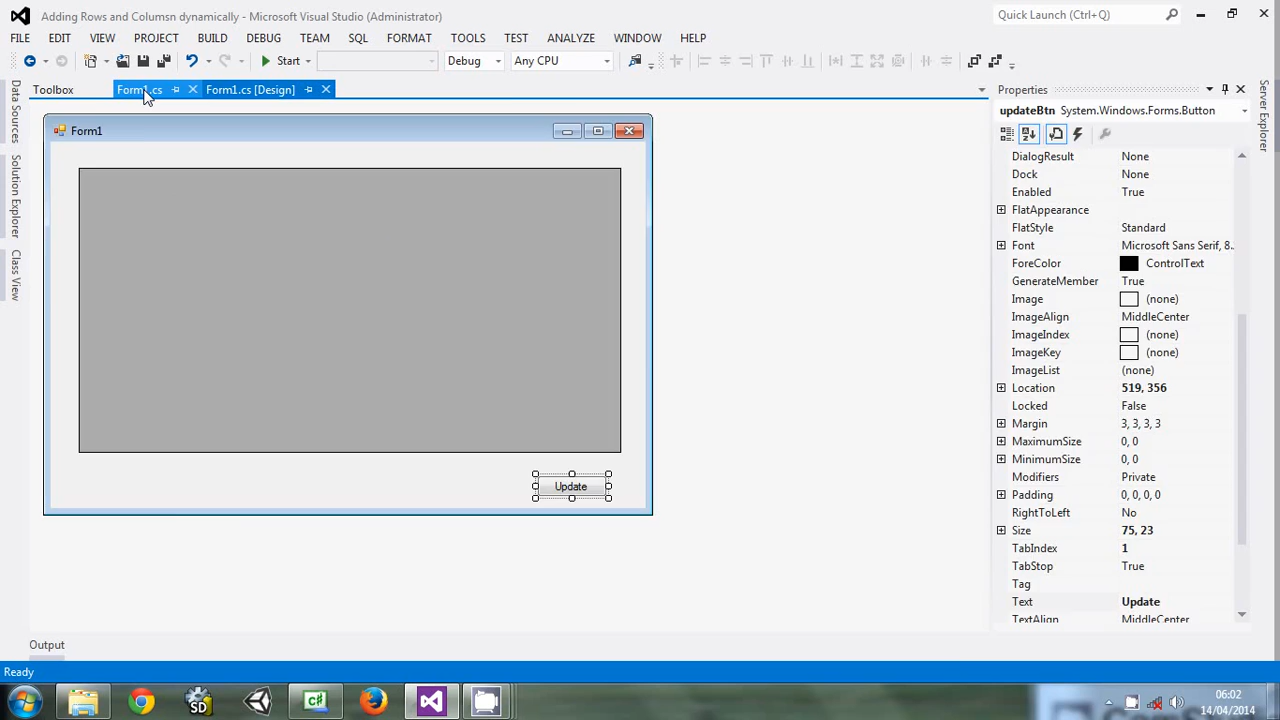 Adding Rows and Columsn dynamically - Microsoft Visual Studio (Administrator)
Quick Launch (Ctrl+Q)
FILE EDIT VIEW PROJECT BUILD DEBUG TEAM SQL FORMAT TOOLS TEST ANALYZE WINDOW HELP
Start Debug Any CPU
Toolbox Form1.cs Form1.cs [Design]
Data Sources
Solution Explorer
Class View
Form1
Update
Properties
updateBtn System.Windows.Forms.Button
DialogResult None
Dock None
Enabled True
FlatAppearance
FlatStyle Standard
Font Microsoft Sans Serif, 8..
ForeColor ControlText
GenerateMember True
Image (none)
ImageAlign MiddleCenter
ImageIndex (none)
ImageKey (none)
ImageList (none)
Location 519, 356
Locked False
Margin 3, 3, 3, 3
MaximumSize 0, 0
MinimumSize 0, 0
Modifiers Private
Padding 0, 0, 0, 0
RightToLeft No
Size 75, 23
TabIndex 1
TabStop True
Tag
Text Update
TextAlign MiddleCenter
Server Explorer
Output
Ready
SD
C#
06:02
14/04/2014